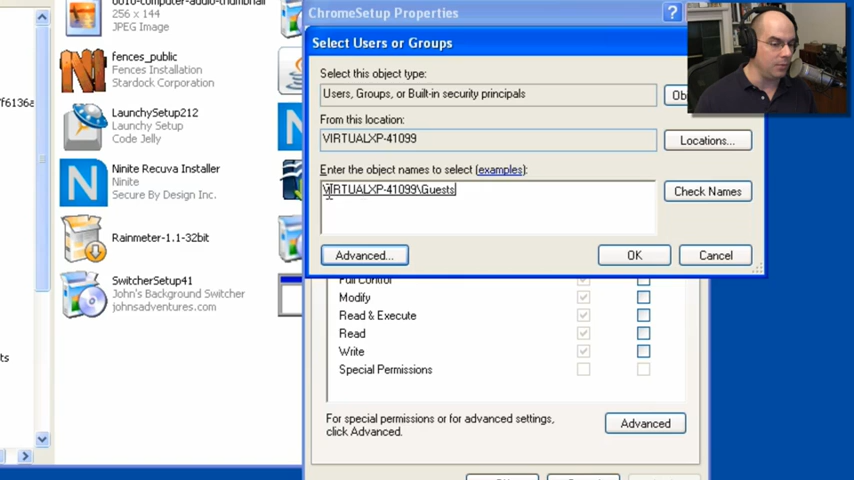 0010-computer-audio-thumbnail
256 x 144
JPEG Image
fences_public
Fences Installation
Stardock Corporation
LaunchySetup212
Launchy Setup
Code Jelly
Ninite Recuva Installer
Ninite
Secure By Design Inc.
Rainmeter-1.1-32bit
SwitcherSetup41
John's Background Switcher
johnsadventures.com
f6136a
ts
ChromeSetup Properties
Select Users or Groups
Select this object type:
Users, Groups, or Built-in security principals
Ob
From this location:
VIRTUALXP-41099
Locations...
Enter the object names to select (examples):
VIRTUALXP-41099\Guests
Check Names
Advanced...
OK
Cancel
Full Control
Modify
Read & Execute
Read
Write
Special Permissions
For special permissions or for advanced settings,
click Advanced.
Advanced